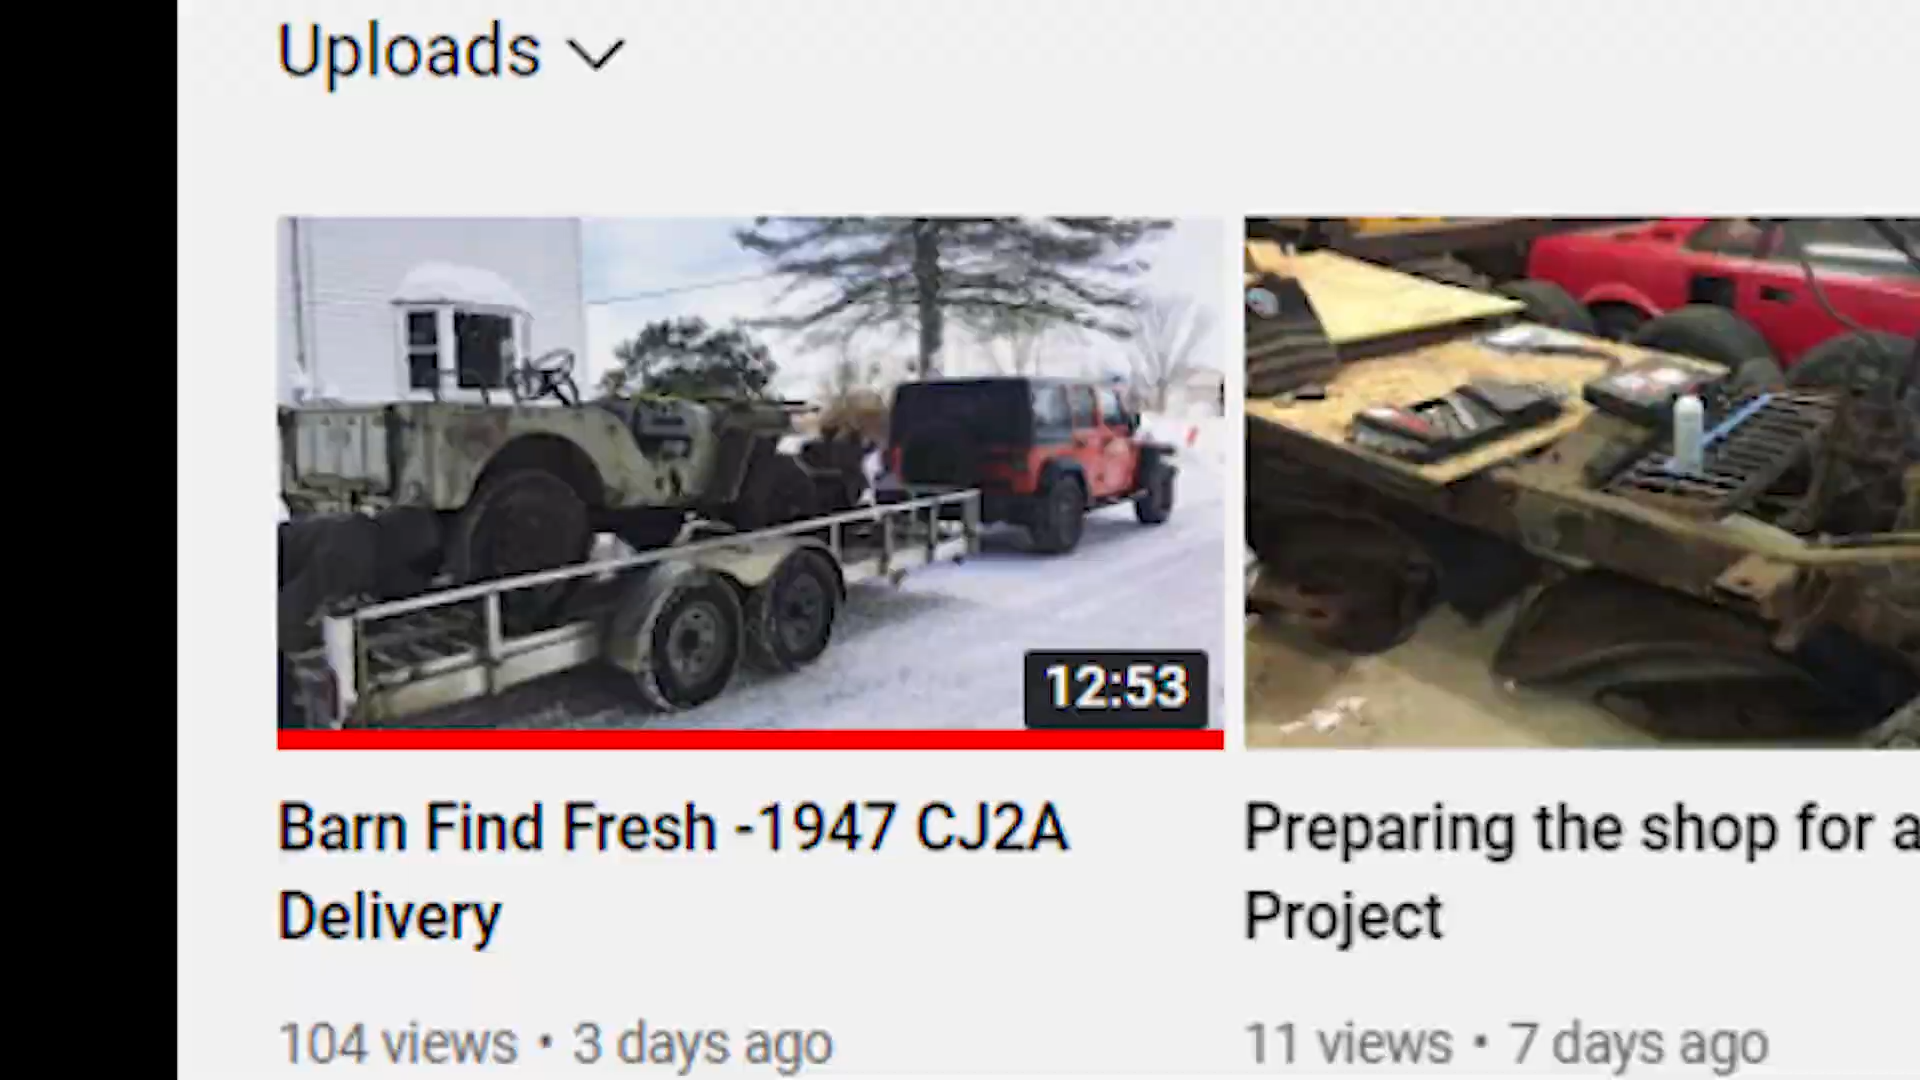 Uploads
12:53
Barn Find Fresh -1947 CJ2A
Delivery
104 views • 3 days ago
Preparing the shop for a
Project
11 views • 7 days ago